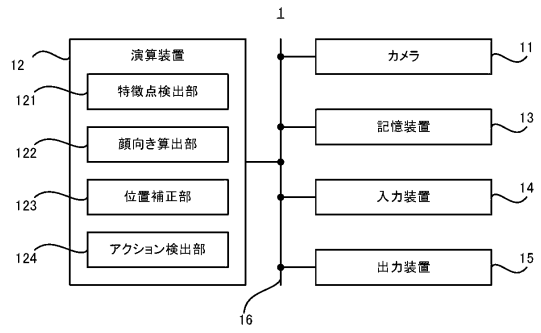 1
12
演算装置
121
特徴点検出部
122
顔向き算出部
123
位置補正部
124
アクション検出部
カメラ
11
記憶装置
13
入力装置
14
出力装置
15
16